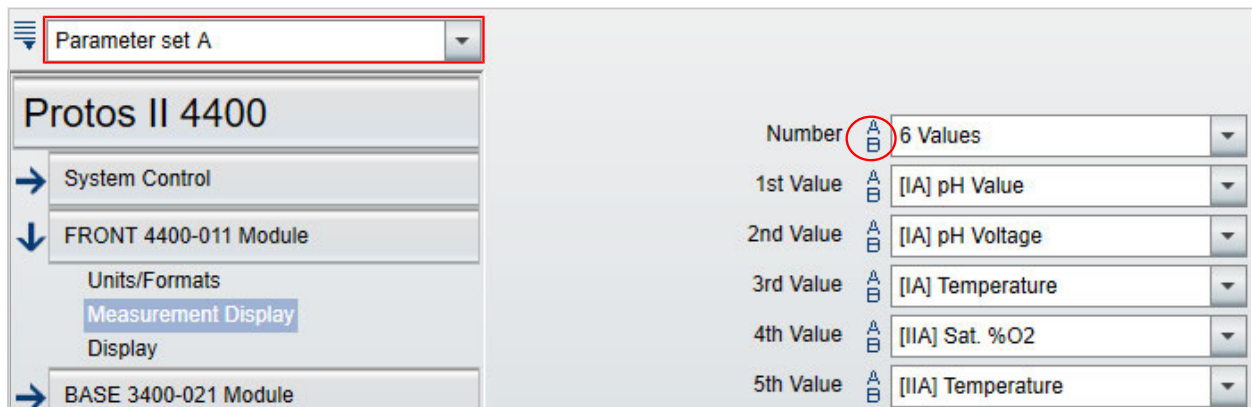 Parameter set A
Protos II 4400
System Control
FRONT 4400-011 Module
Units/Formats
Measurement Display
Display
BASE 3400-021 Module
Number A B 6 Values
1st Value A B [IA] pH Value
2nd Value A B [IA] pH Voltage
3rd Value A B [IA] Temperature
4th Value A B [IIA] Sat. %O2
5th Value A B [IIA] Temperature